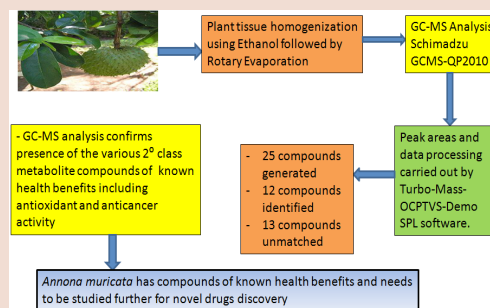 Plant tissue homogenization
using Ethanol followed by
Rotary Evaporation
GC-MS Analysis
Schimadzu
GCMS-QP2010
Peak areas and
data processing
carried out by
Turbo-Mass-
OCPTVS-Demo
SPL software.
- 25 compounds
generated
- 12 compounds
identified
- 13 compounds
unmatched
- GC-MS analysis confirms
presence of the various 2⁰ class
metabolite compounds of known
health benefits including
antioxidant and anticancer
activity
Annona muricata has compounds of known health benefits and needs
to be studied further for novel drugs discovery